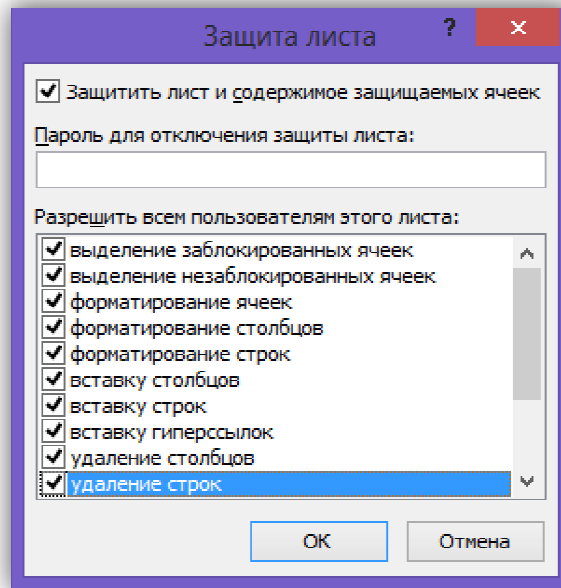 Защита листа ?
Защитить лист и содержимое защищаемых ячеек
Пароль для отключения защиты листа:
Разрешить всем пользователям этого листа:
выделение заблокированных ячеек
выделение незаблокированных ячеек
форматирование ячеек
форматирование столбцов
форматирование строк
вставку столбцов
вставку строк
вставку гиперссылок
удаление столбцов
удаление строк
ОК Отмена